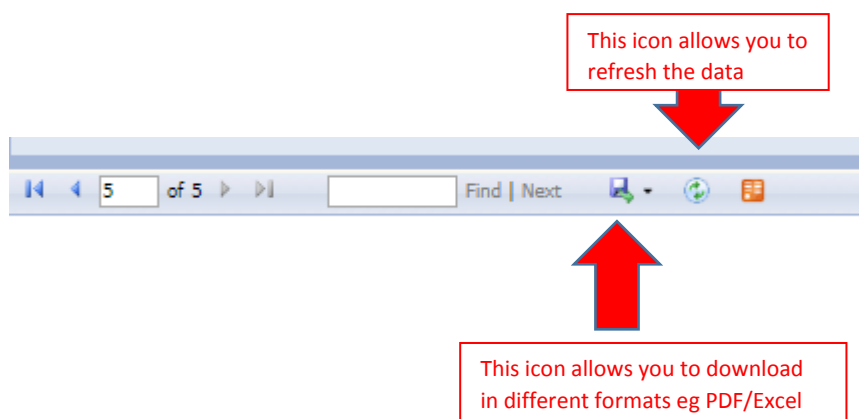 This icon allows you to
refresh the data
5 of 5 Find | Next
This icon allows you to download
in different formats eg PDF/Excel